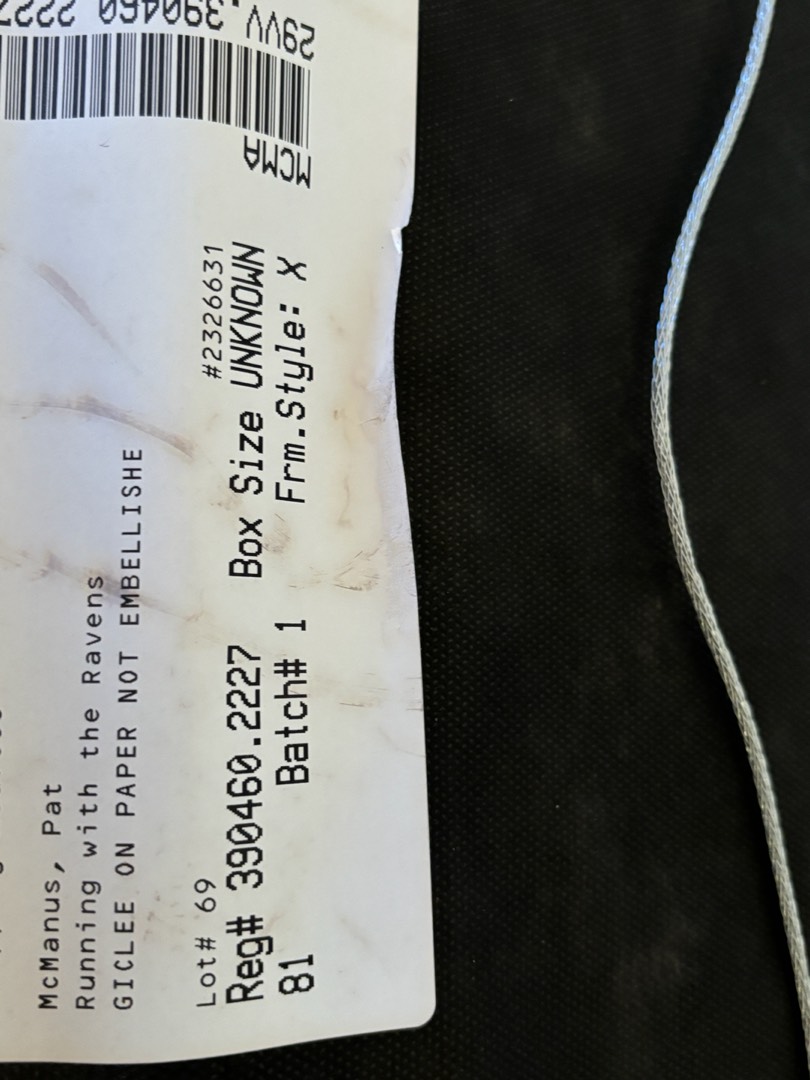 McManus, Pat
Running with the Ravens
GICLEE ON PAPER NOT EMBELLISHE
Lot# 69 #2326631
Reg# 390460.2227 Box Size UNKNOWN
81 Batch# 1 Frm.Style: X
MCMA
29VV.390460 2227